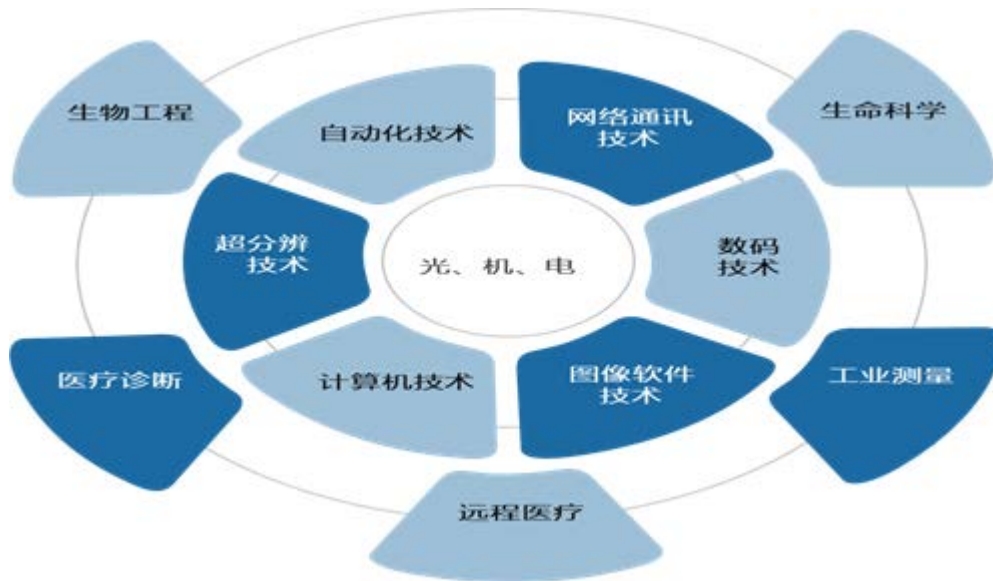 生物工程
生命科学
自动化技术
网络通讯
技术
超分辨
技术
光、机、电
数码
技术
医疗诊断
计算机技术
图像软件
技术
工业测量
远程医疗